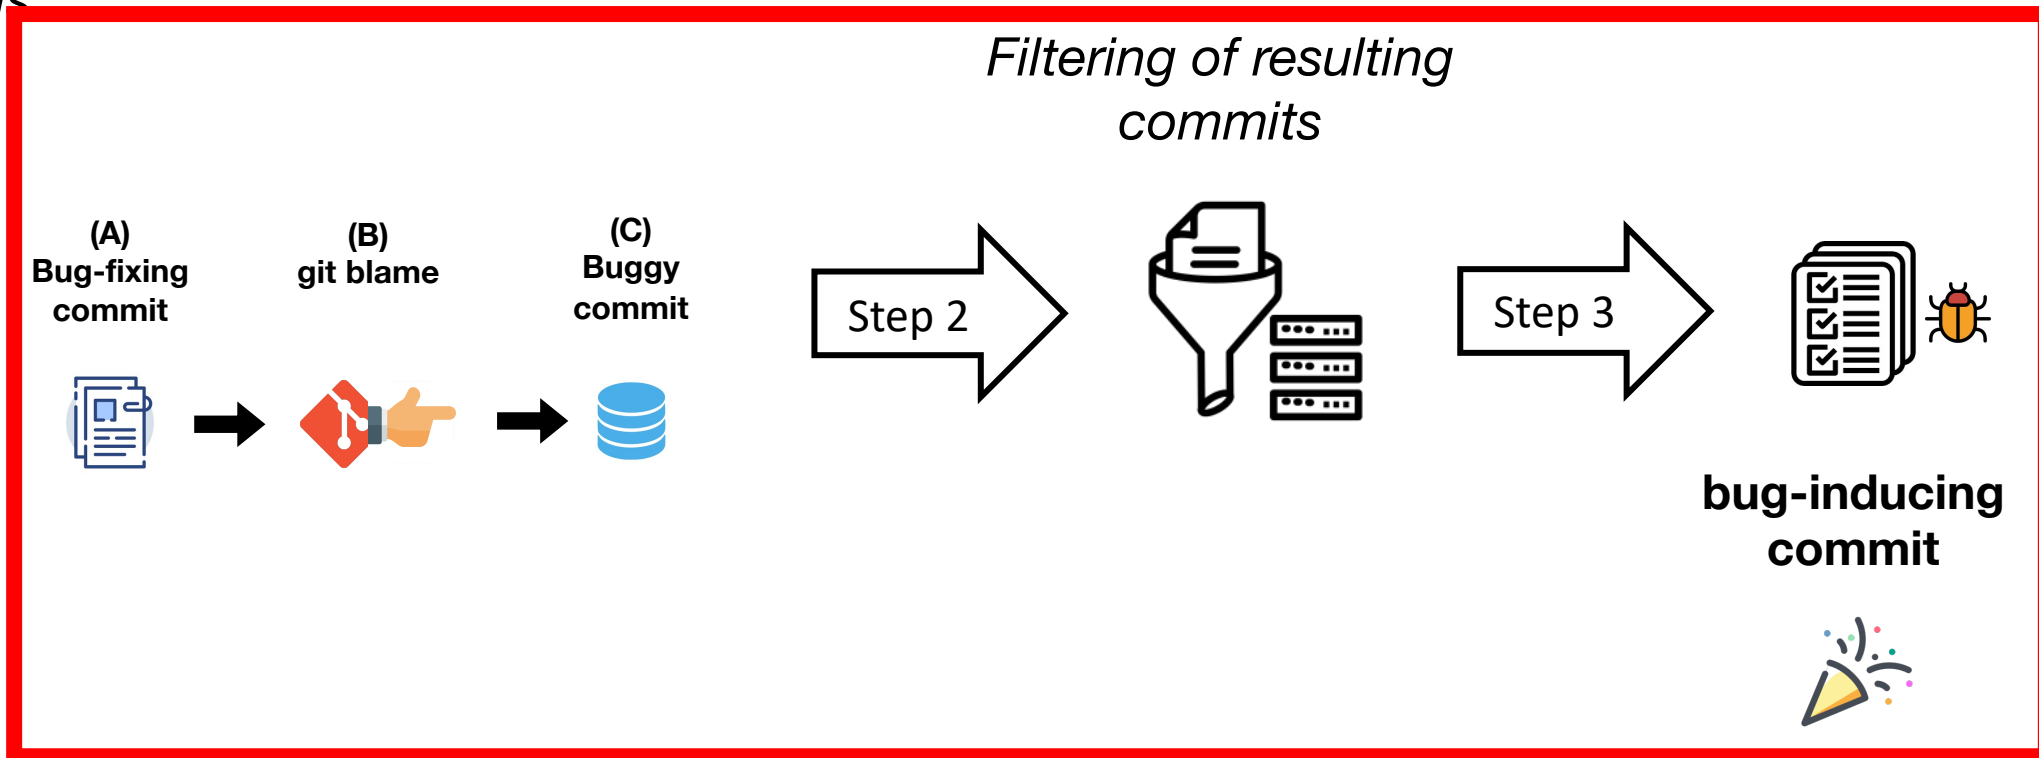 Filtering of resulting
commits
(A)
Bug-fixing
commit
(B)
git blame
(C)
Buggy
commit
Step 2
Step 3
bug-inducing
commit